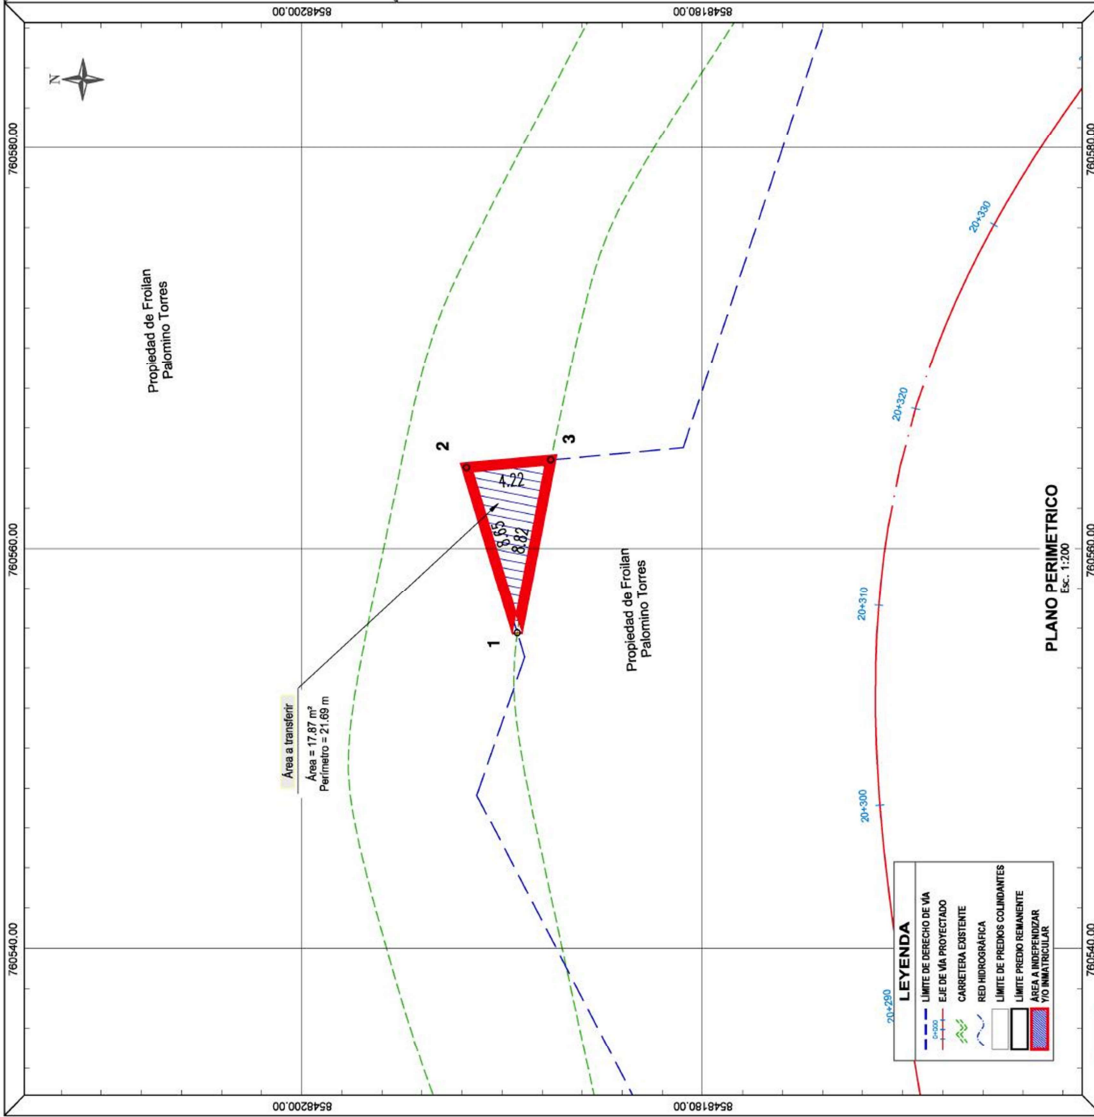 8548200.00
8548180.00
N
760580.00
760580.00
Propiedad de Froilan
Palomino Torres
20+330
20+320
2
3
4.22
8.65
8.82
760560.00
760560.00
1
Propiedad de Froilan
Palomino Torres
20+310
PLANO PERIMETRICO
Esc. 1:200
Área a transferir
Área = 17.87 m²
Perímetro = 21.69 m
20+300
20+290
760540.00
760540.00
LEYENDA
LÍMITE DE DERECHO DE VÍA
0+000
EJE DE VÍA PROYECTADO
CARRETERA EXISTENTE
RED HIDROGRÁFICA
LÍMITE DE PREDIOS COLINDANTES
LÍMITE PREDIO REMANENTE
ÁREA A INDEPENDIZAR
Y/O INMATRICULAR
8548200.00
8548180.00